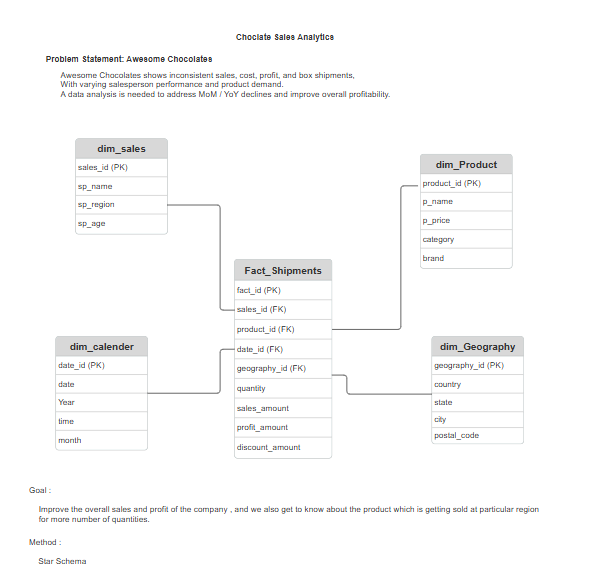 Choclate Sales Analytics
Problem Statement: Awesome Chocolates
Awesome Chocolates shows inconsistent sales, cost, profit, and box shipments,
With varying salesperson performance and product demand.
A data analysis is needed to address MoM / YoY declines and improve overall profitability.
dim_sales
sales_id (PK)
sp_name
sp_region
sp_age
dim_Product
product_id (PK)
p_name
p_price
category
brand
Fact_Shipments
fact_id (PK)
sales_id (FK)
product_id (FK)
date_id (FK)
geography_id (FK)
quantity
sales_amount
profit_amount
discount_amount
dim_calender
date_id (PK)
date
Year
time
month
dim_Geography
geography_id (PK)
country
state
city
postal_code
Goal :
Improve the overall sales and profit of the company , and we also get to know about the product which is getting sold at particular region
for more number of quantities.
Method :
Star Schema